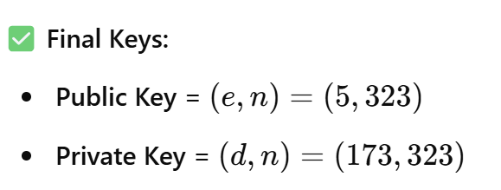 ✅ Final Keys:
• Public Key = (e, n) = (5, 323)
• Private Key = (d, n) = (173, 323)